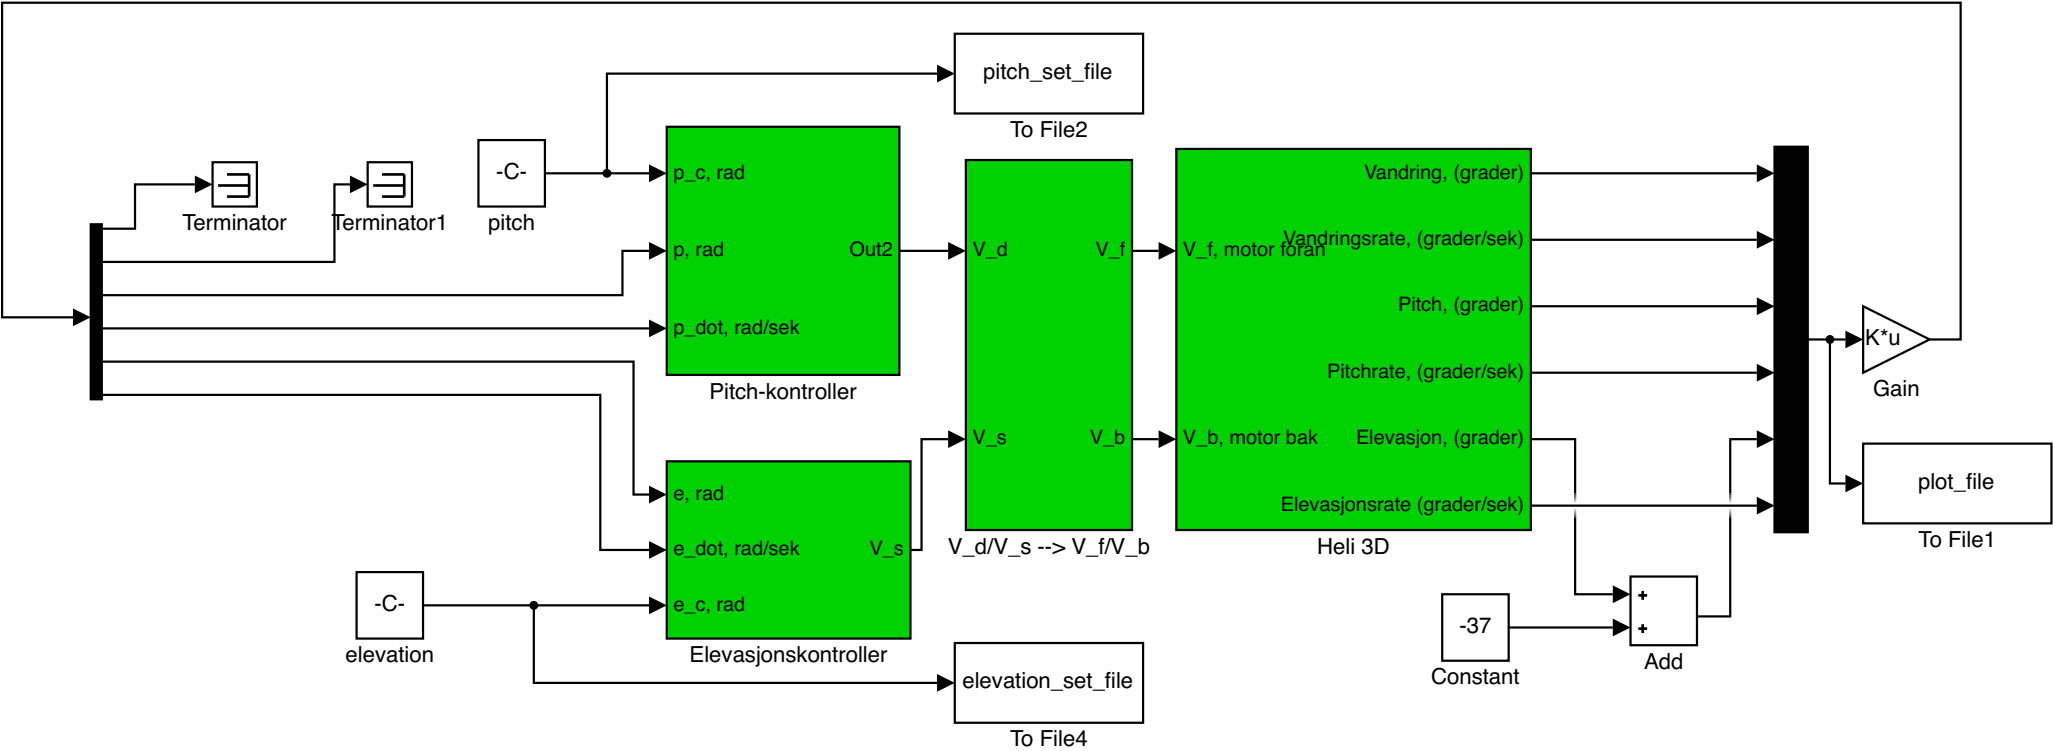 pitch_set_file
To File2
Terminator
Terminator1
-C-
pitch
p_c, rad
p, rad
p_dot, rad/sek
Out2
Pitch-kontroller
V_d
V_s
V_f
V_b
V_d/V_s --> V_f/V_b
V_f, motor foran
V_b, motor bak
Vandring, (grader)
Vandringsrate, (grader/sek)
Pitch, (grader)
Pitchrate, (grader/sek)
Elevasjon, (grader)
Elevasjonsrate (grader/sek)
Heli 3D
K*u
Gain
plot_file
To File1
e, rad
e_dot, rad/sek
e_c, rad
V_s
Elevasjonskontroller
-C-
elevation
-37
Constant
+
+
Add
elevation_set_file
To File4